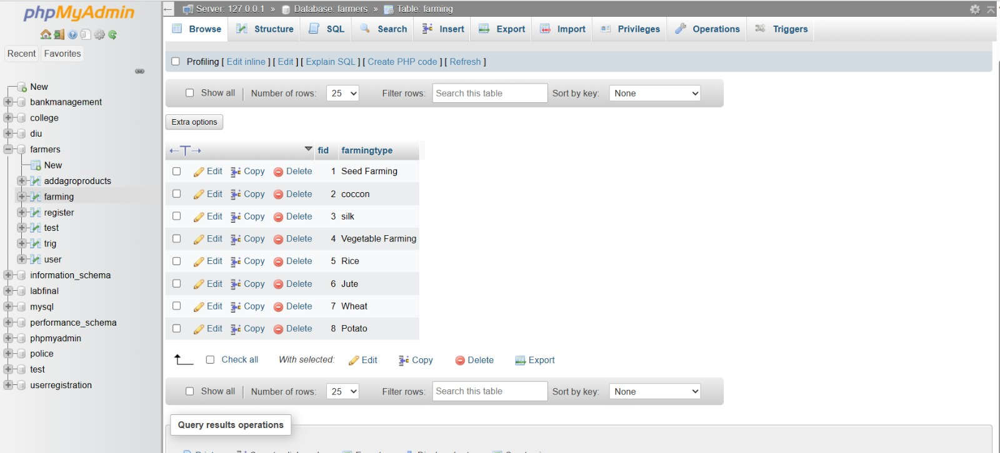 phpMyAdmin
Recent Favorites
New
bankmanagement
college
diu
farmers
New
addagroproducts
farming
register
test
trig
user
information_schema
labfinal
mysql
performance_schema
phpmyadmin
police
test
userregistration
Server: 127.0.0.1 » Database: farmers » Table: farming
Browse Structure SQL Search Insert Export Import Privileges Operations Triggers
Profiling [ Edit inline ] [ Edit ] [ Explain SQL ] [ Create PHP code ] [ Refresh ]
Show all Number of rows: 25 Filter rows: Search this table Sort by key: None
Extra options
fid farmingtype
Edit Copy Delete 1 Seed Farming
Edit Copy Delete 2 coccon
Edit Copy Delete 3 silk
Edit Copy Delete 4 Vegetable Farming
Edit Copy Delete 5 Rice
Edit Copy Delete 6 Jute
Edit Copy Delete 7 Wheat
Edit Copy Delete 8 Potato
Check all With selected: Edit Copy Delete Export
Show all Number of rows: 25 Filter rows: Search this table Sort by key: None
Query results operations